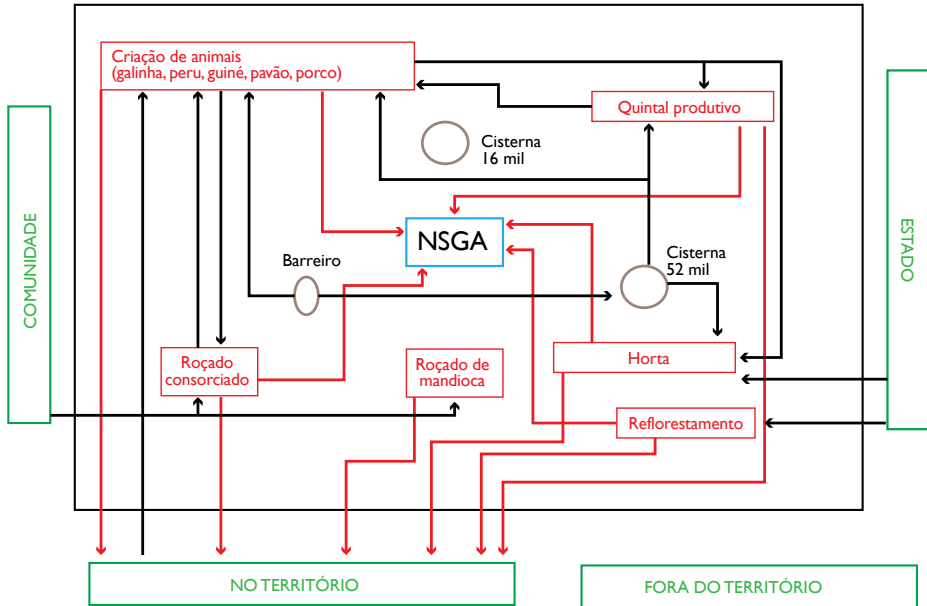 Criação de animais
(galinha, peru, guiné, pavão, porco)
Quintal produtivo
Cisterna
16 mil
NSGA
Barreiro
Cisterna
52 mil
COMUNIDADE
ESTADO
Roçado
consorciado
Roçado de
mandioca
Horta
Reflorestamento
NO TERRITÓRIO
FORA DO TERRITÓRIO